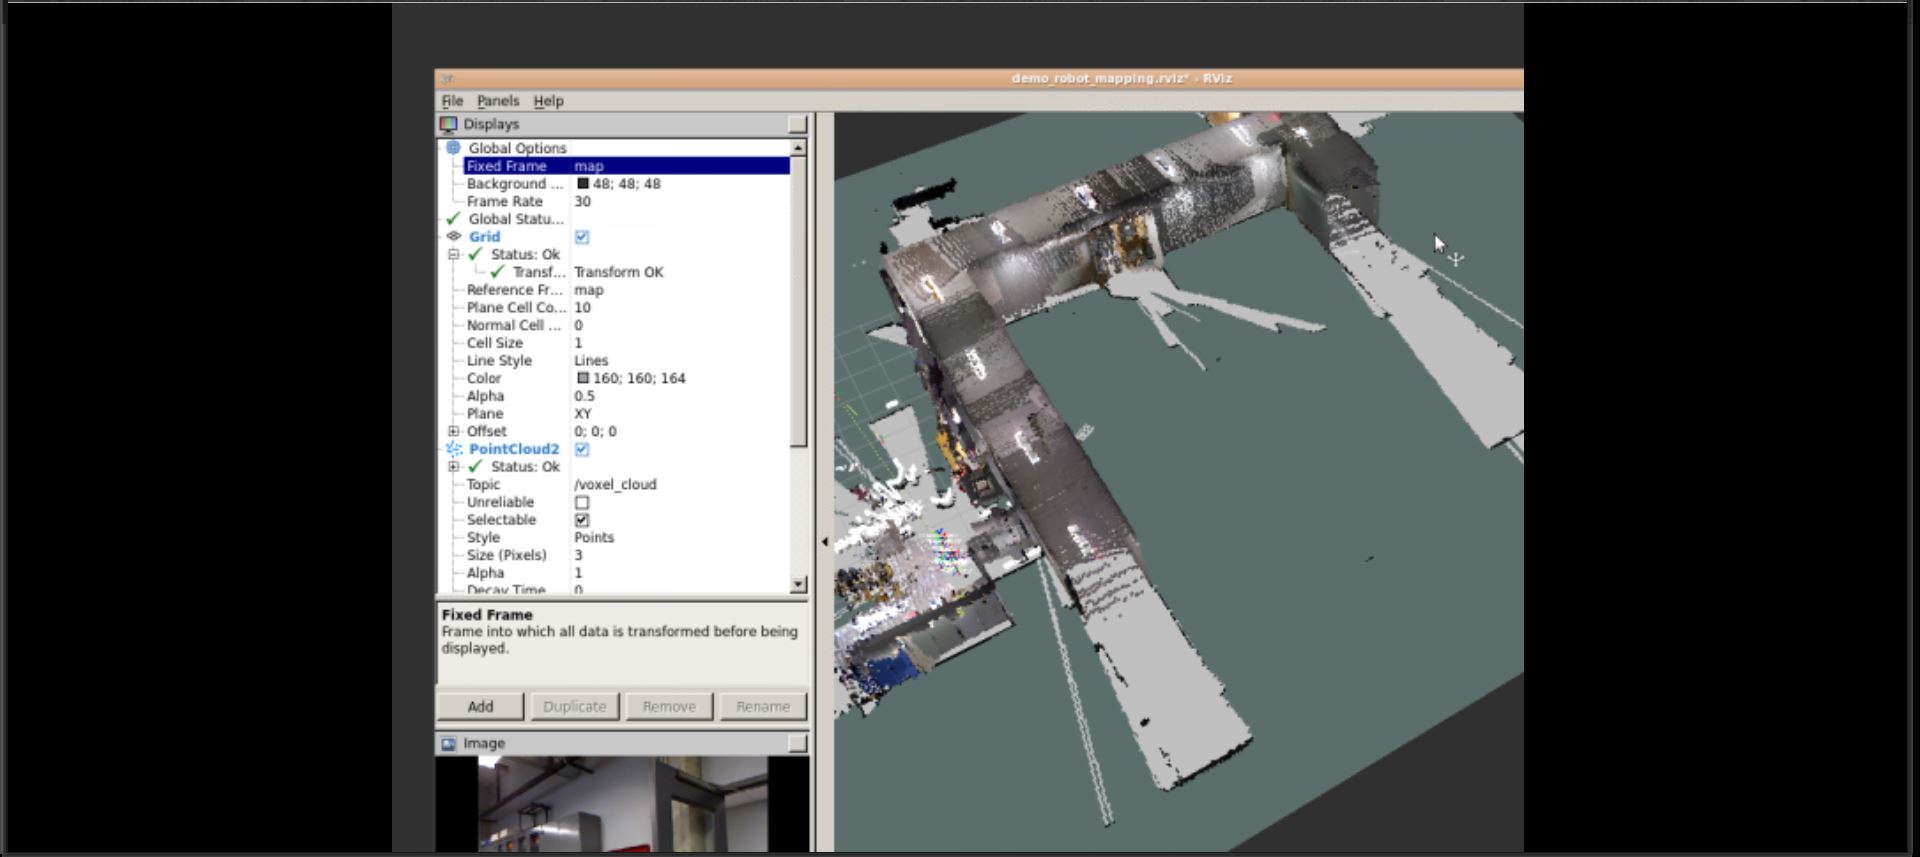 demo_robot_mapping.rviz* - RViz
File Panels Help
Displays
Global Options
Fixed Frame map
Background ... 48; 48; 48
Frame Rate 30
Global Statu...
Grid
Status: Ok
Transf... Transform OK
Reference Fr... map
Plane Cell Co... 10
Normal Cell ... 0
Cell Size 1
Line Style Lines
Color 160; 160; 164
Alpha 0.5
Plane XY
Offset 0; 0; 0
PointCloud2
Status: Ok
Topic /voxel_cloud
Unreliable
Selectable
Style Points
Size (Pixels) 3
Alpha 1
Decay Time 0
Fixed Frame
Frame into which all data is transformed before being
displayed.
Add Duplicate Remove Rename
Image